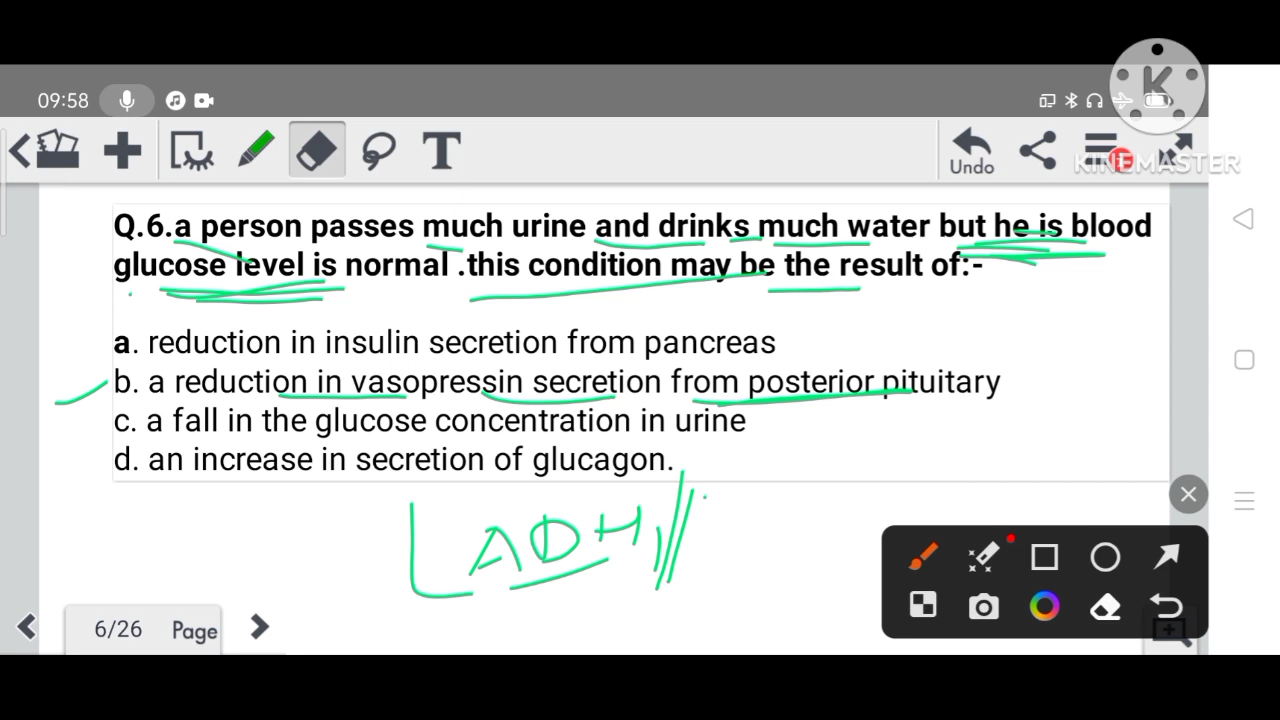 09:58
K
T
Undo
KINEMASTER
Q.6.a person passes much urine and drinks much water but he is blood
glucose level is normal .this condition may be the result of:-
a. reduction in insulin secretion from pancreas
b. a reduction in vasopressin secretion from posterior pituitary
c. a fall in the glucose concentration in urine
d. an increase in secretion of glucagon.
ADH
6/26 Page